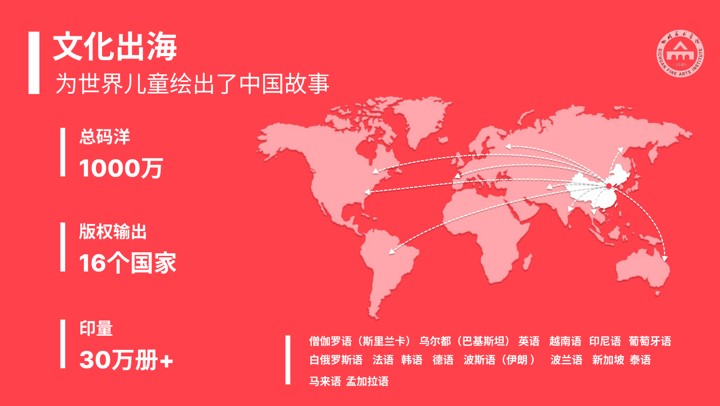 文化出海
为世界儿童绘出了中国故事
总码洋
1000万
版权输出
16个国家
印量
30万册+
僧伽罗语（斯里兰卡） 乌尔都（巴基斯坦） 英语 越南语 印尼语 葡萄牙语
白俄罗斯语 法语 韩语 德语 波斯语（伊朗） 波兰语 新加坡 泰语
马来语 孟加拉语